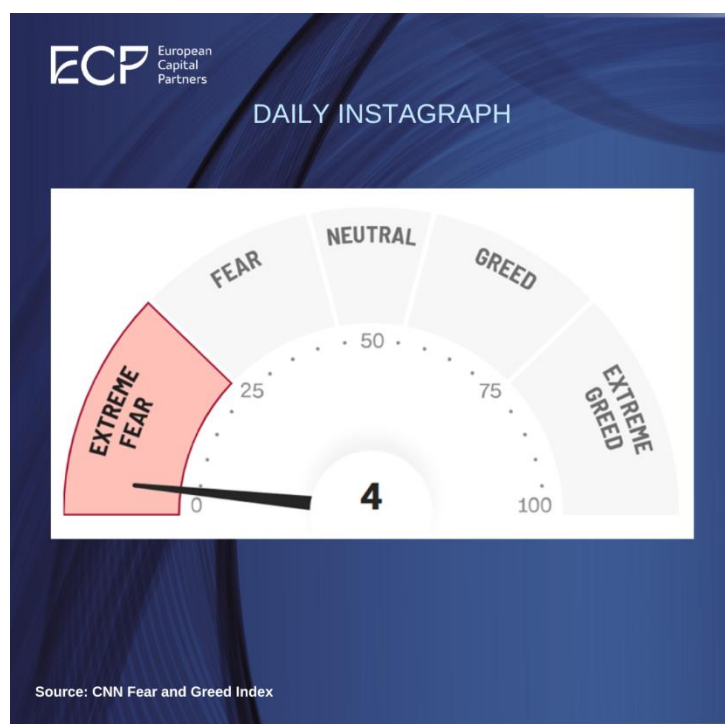 ECP
European
Capital
Partners
DAILY INSTAGRAPH
EXTREME
FEAR
FEAR
NEUTRAL
GREED
EXTREME
GREED
0
25
50
75
100
4
Source: CNN Fear and Greed Index